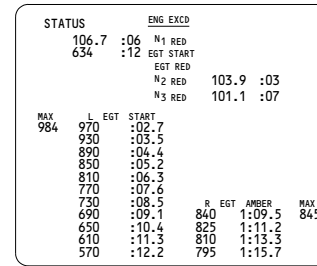 STATUS ENG EXCD
106.7 :06 N1 RED
634 :12 EGT START
EGT RED
N2 RED 103.9 :03
N3 RED 101.1 :07
MAX L EGT START
984 970 :02.7
930 :03.5
890 :04.4
850 :05.2
810 :06.3
770 :07.6
730 :08.5 R EGT AMBER MAX
690 :09.1 840 1:09.5 845
650 :10.4 825 1:11.2
610 :11.3 810 1:13.3
570 :12.2 795 1:15.7